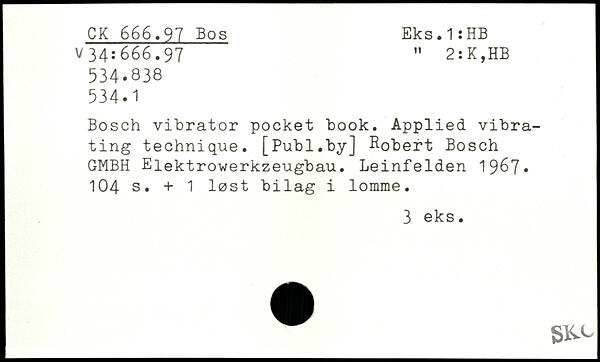 CK 666.97 Bos
Eks.1:HB
v 34:666.97
" 2:K,HB
534.838
534.1
Bosch vibrator pocket book. Applied vibra-
ting technique. [Publ.by] Robert Bosch
GMBH Elektrowerkzeugbau. Leinfelden 1967.
104 s. + 1 løst bilag i lomme.
3 eks.